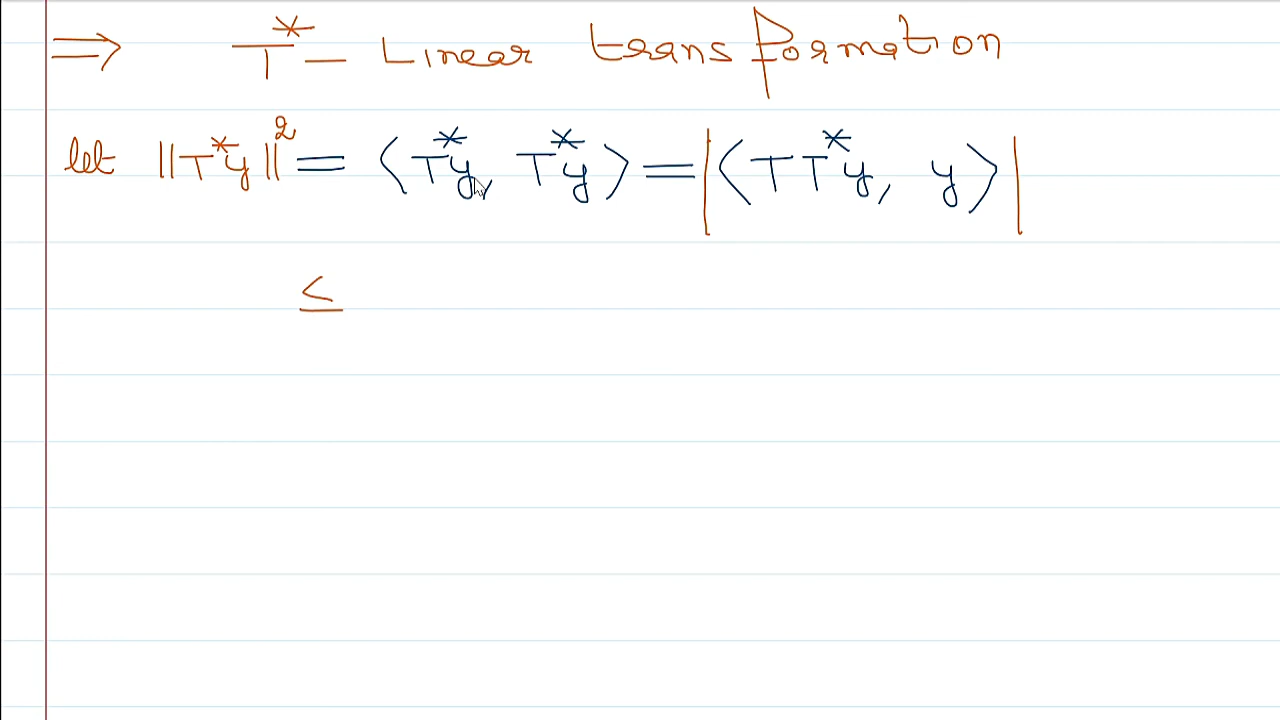 ⇒ T* – Linear transformation
let ||T*y||² = ⟨T*y, T*y⟩ = |⟨TT*y, y⟩|
≤